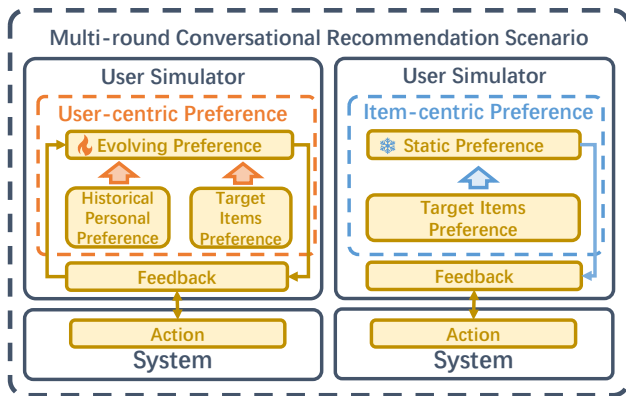 Multi-round Conversational Recommendation Scenario
User Simulator
User-centric Preference
Evolving Preference
Historical
Personal
Preference
Target
Items
Preference
Feedback
Action
System
User Simulator
Item-centric Preference
Static Preference
Target Items
Preference
Feedback
Action
System